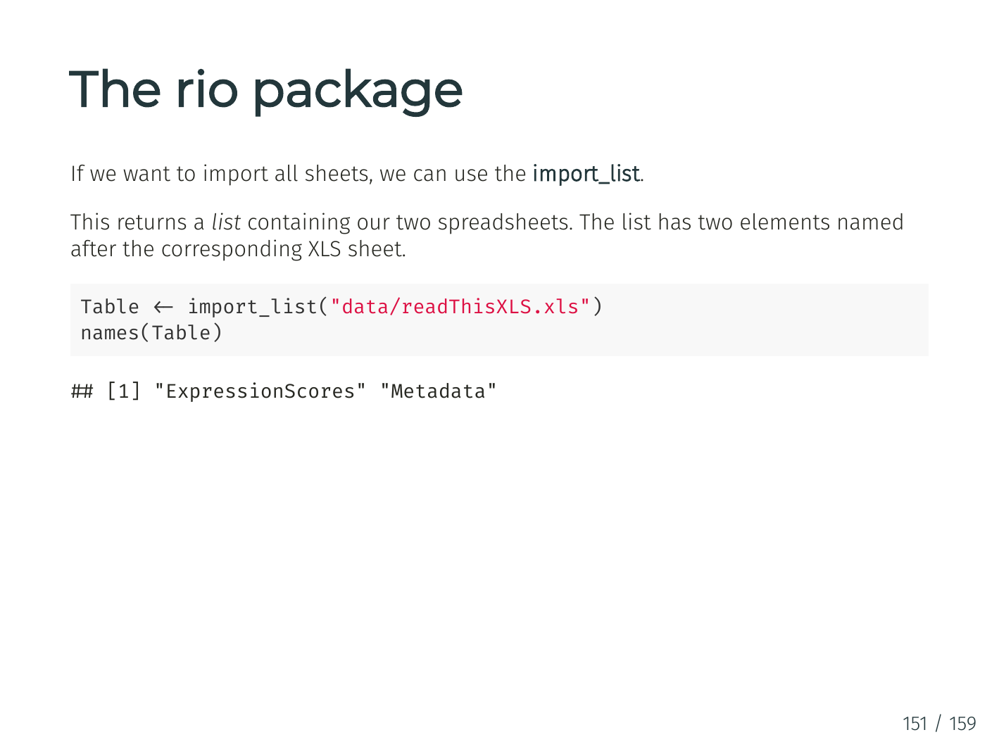 The rio package
If we want to import all sheets, we can use the import_list.
This returns a list containing our two spreadsheets. The list has two elements named
after the corresponding XLS sheet.
Table <- import_list("data/readThisXLS.xls")
names(Table)
## [1] "ExpressionScores" "Metadata"
151 / 159